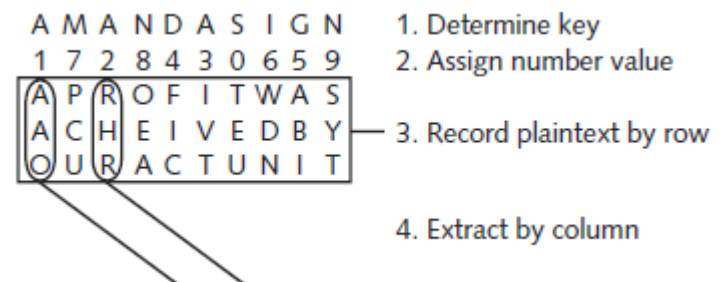 A M A N D A S I G N 1. Determine key
1 7 2 8 4 3 0 6 5 9 2. Assign number value
A P R O F I T W A S
A C H E I V E D B Y 3. Record plaintext by row
O U R A C T U N I T
4. Extract by column